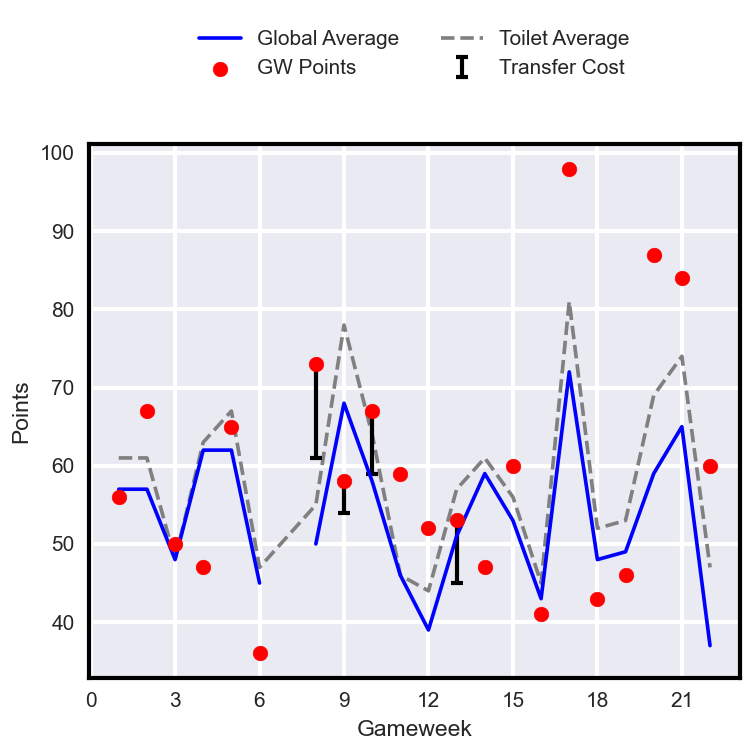 Global Average
Toilet Average
GW Points
Transfer Cost
100
90
80
70
60
50
40
Points
0 3 6 9 12 15 18 21
Gameweek